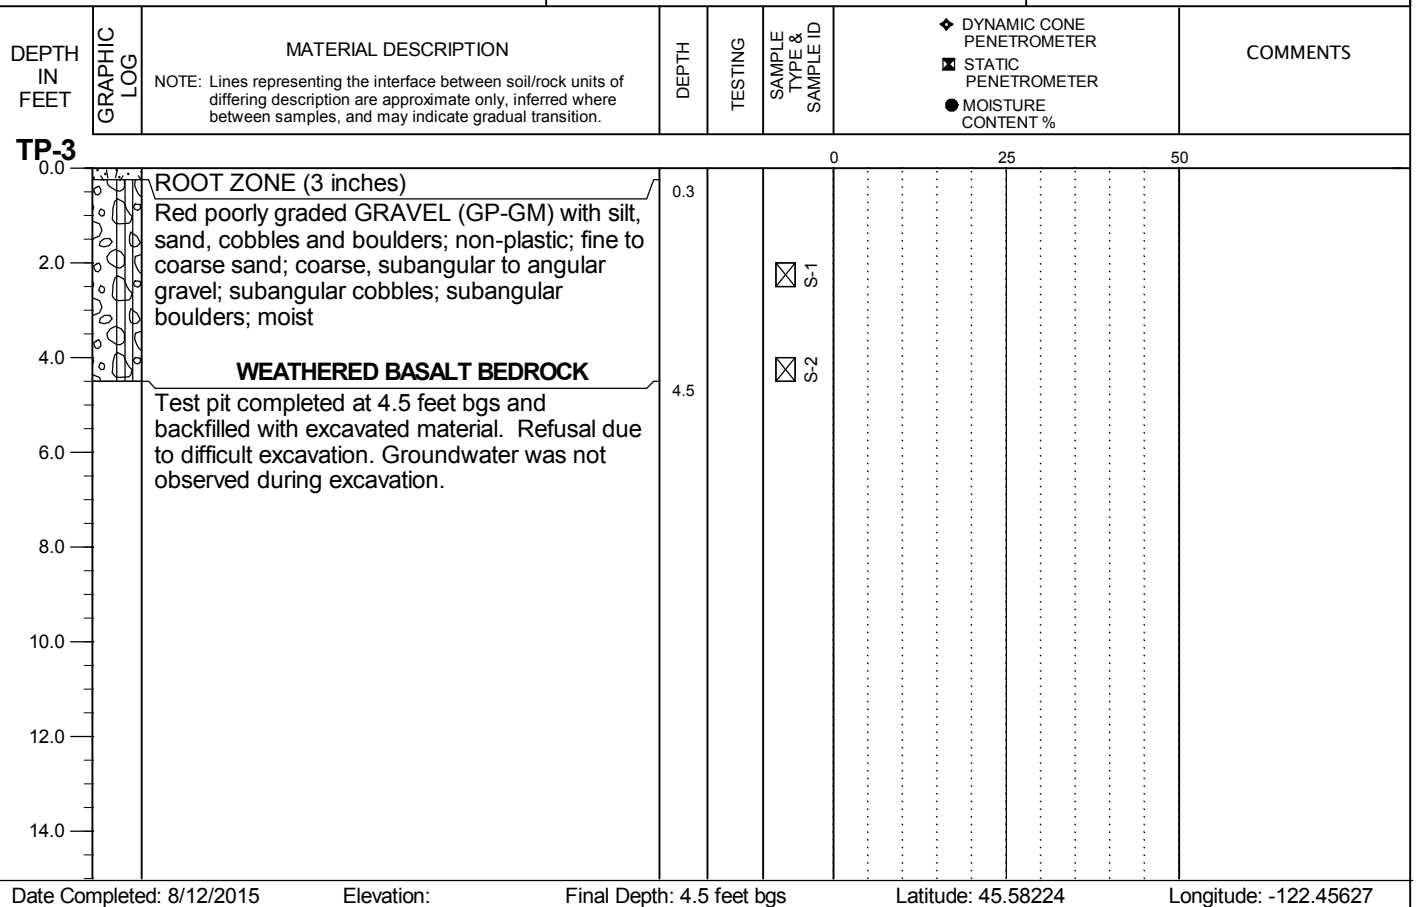 DEPTH
IN
FEET
GRAPHIC
LOG
MATERIAL DESCRIPTION
NOTE: Lines representing the interface between soil/rock units of
differing description are approximate only, inferred where
between samples, and may indicate gradual transition.
DEPTH
TESTING
SAMPLE
TYPE &
SAMPLE ID
DYNAMIC CONE
PENETROMETER
STATIC
PENETROMETER
MOISTURE
CONTENT %
COMMENTS
TP-3
0 25 50
0.0
ROOT ZONE (3 inches)
0.3
Red poorly graded GRAVEL (GP-GM) with silt,
sand, cobbles and boulders; non-plastic; fine to
2.0
coarse sand; coarse, subangular to angular
S-1
gravel; subangular cobbles; subangular
boulders; moist
4.0
WEATHERED BASALT BEDROCK
S-2
4.5
Test pit completed at 4.5 feet bgs and
backfilled with excavated material. Refusal due
6.0
to difficult excavation. Groundwater was not
observed during excavation.
8.0
10.0
12.0
14.0
Date Completed: 8/12/2015 Elevation: Final Depth: 4.5 feet bgs Latitude: 45.58224 Longitude: -122.45627